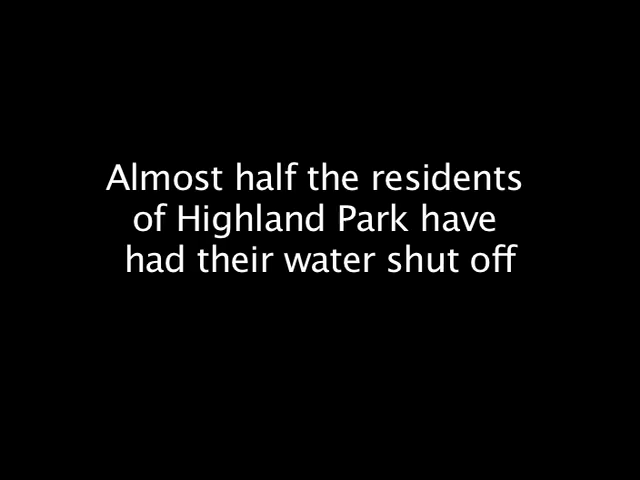 Almost half the residents
of Highland Park have
had their water shut off